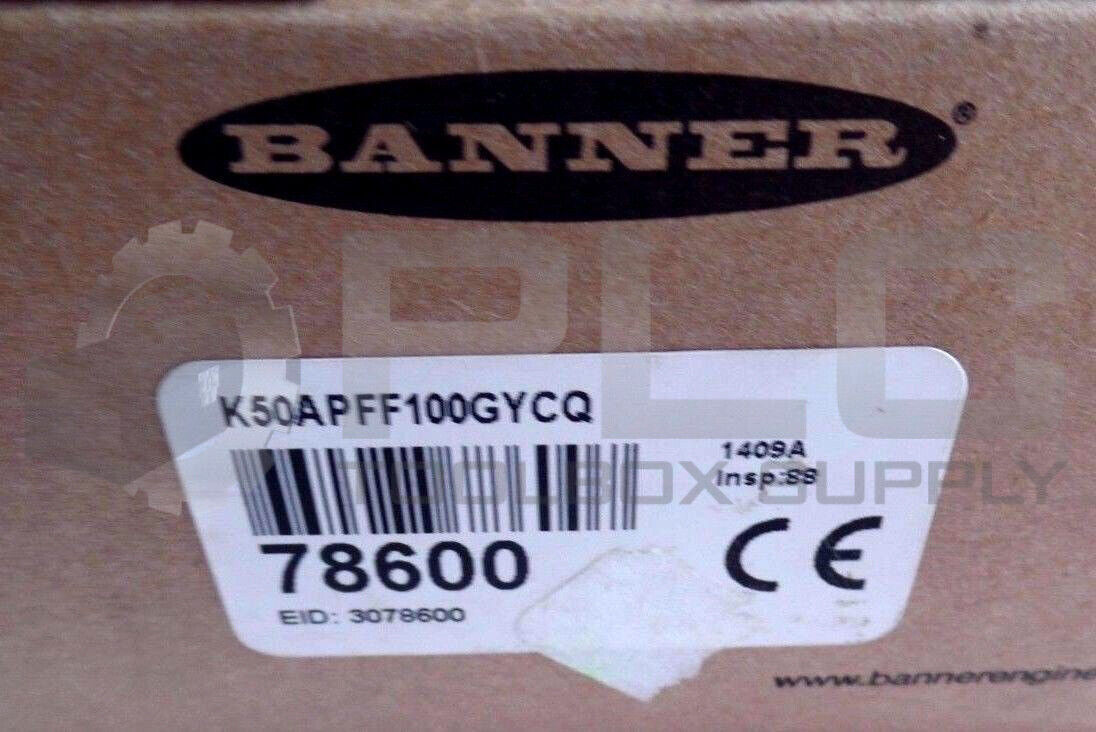 BANNER®
PLC
TOOLBOX SUPPLY
K50APFF100GYCQ
1409A
Insp:88
78600
CE
EID: 3078600
www.bannerengine